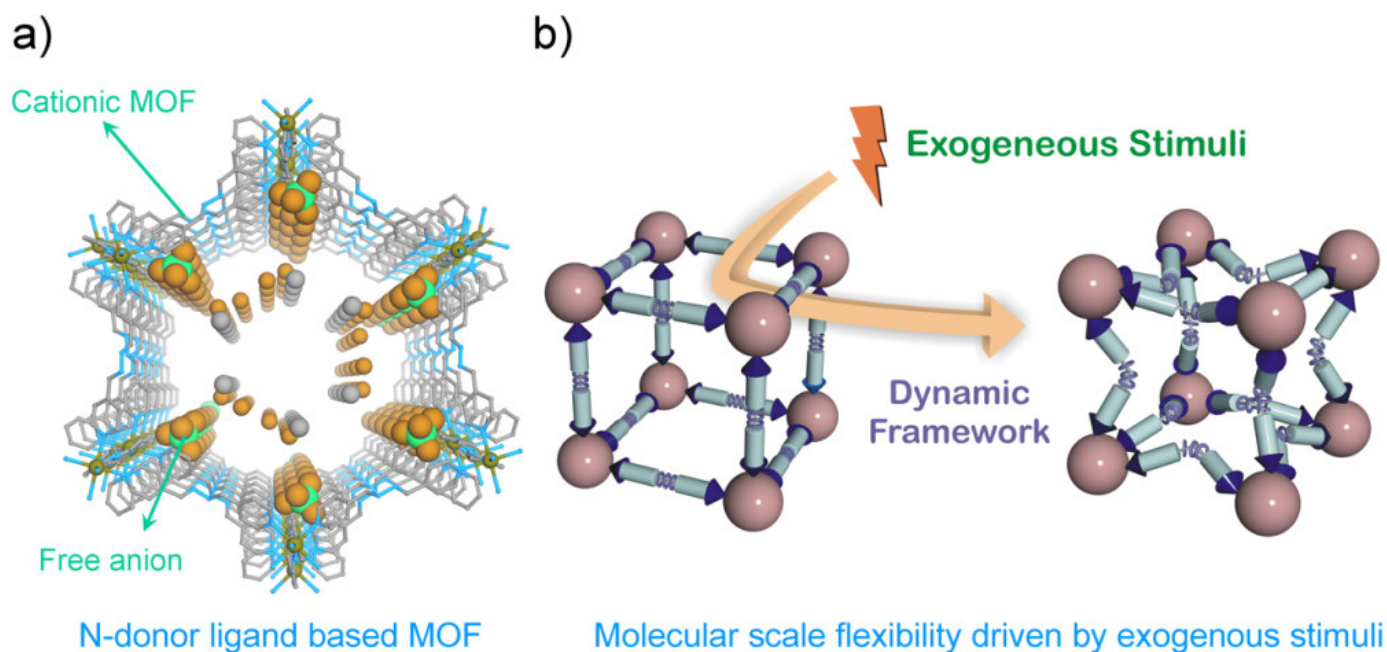 a)
Cationic MOF
Free anion
N-donor ligand based MOF
b)
Exogeneous Stimuli
Dynamic
Framework
Molecular scale flexibility driven by exogenous stimuli